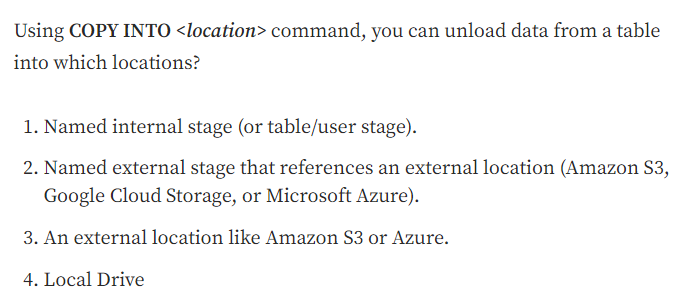 Using COPY INTO <location> command, you can unload data from a table
into which locations?
1. Named internal stage (or table/user stage).
2. Named external stage that references an external location (Amazon S3,
Google Cloud Storage, or Microsoft Azure).
3. An external location like Amazon S3 or Azure.
4. Local Drive